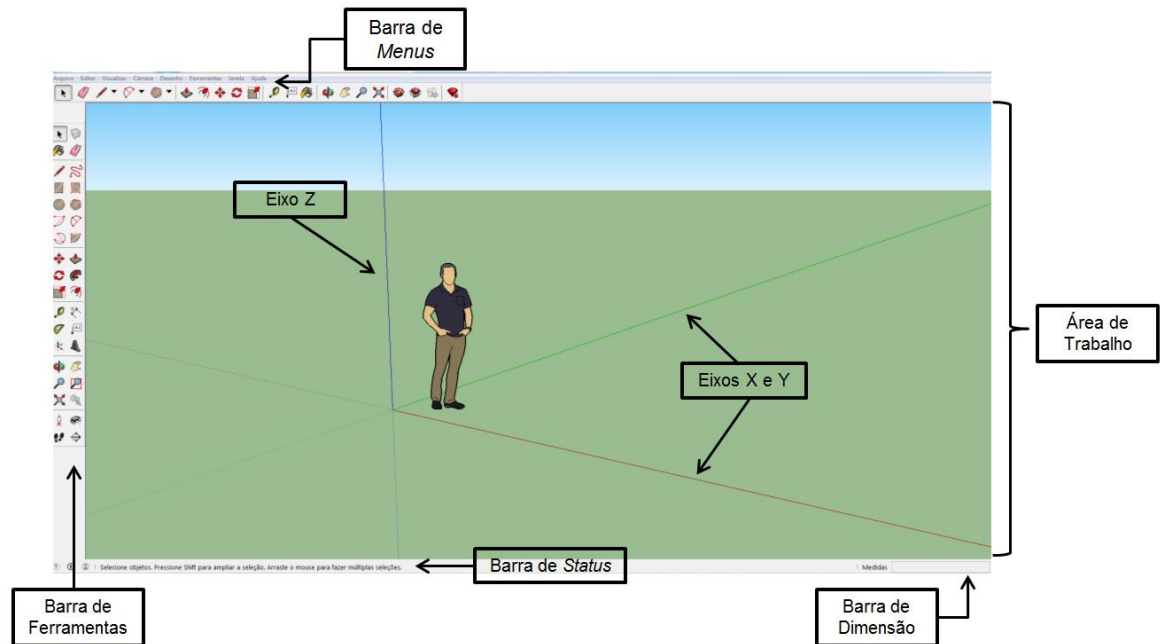 Barra de
Menus
Arquivo Editar Visualizar Câmera Desenho Ferramentas Janela Ajuda
Eixo Z
Eixos X e Y
Área de
Trabalho
Selecione objetos. Pressione Shift para ampliar a seleção. Arraste o mouse para fazer múltiplas seleções.
Barra de Status
Medidas
Barra de
Ferramentas
Barra de
Dimensão